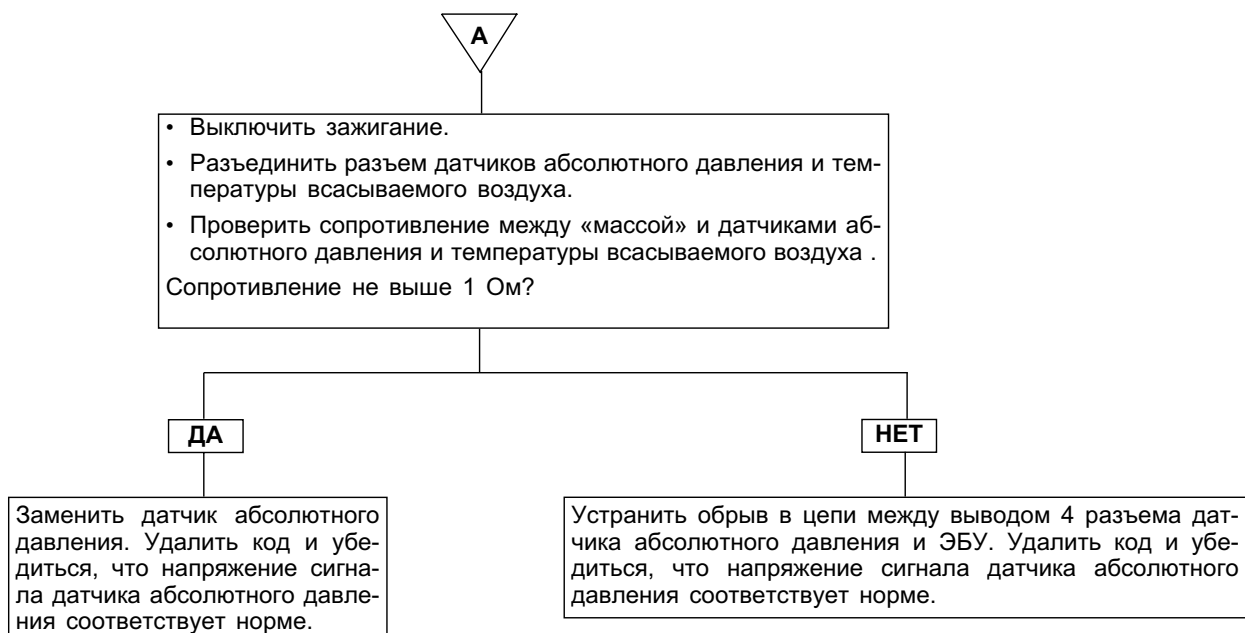 А
• Выключить зажигание.
• Разъединить разъем датчиков абсолютного давления и тем-
пературы всасываемого воздуха.
• Проверить сопротивление между «массой» и датчиками аб-
солютного давления и температуры всасываемого воздуха .
Сопротивление не выше 1 Ом?
ДА
НЕТ
Заменить датчик абсолютного
давления. Удалить код и убе-
диться, что напряжение сигна-
ла датчика абсолютного давле-
ния соответствует норме.
Устранить обрыв в цепи между выводом 4 разъема дат-
чика абсолютного давления и ЭБУ. Удалить код и убе-
диться, что напряжение сигнала датчика абсолютного
давления соответствует норме.